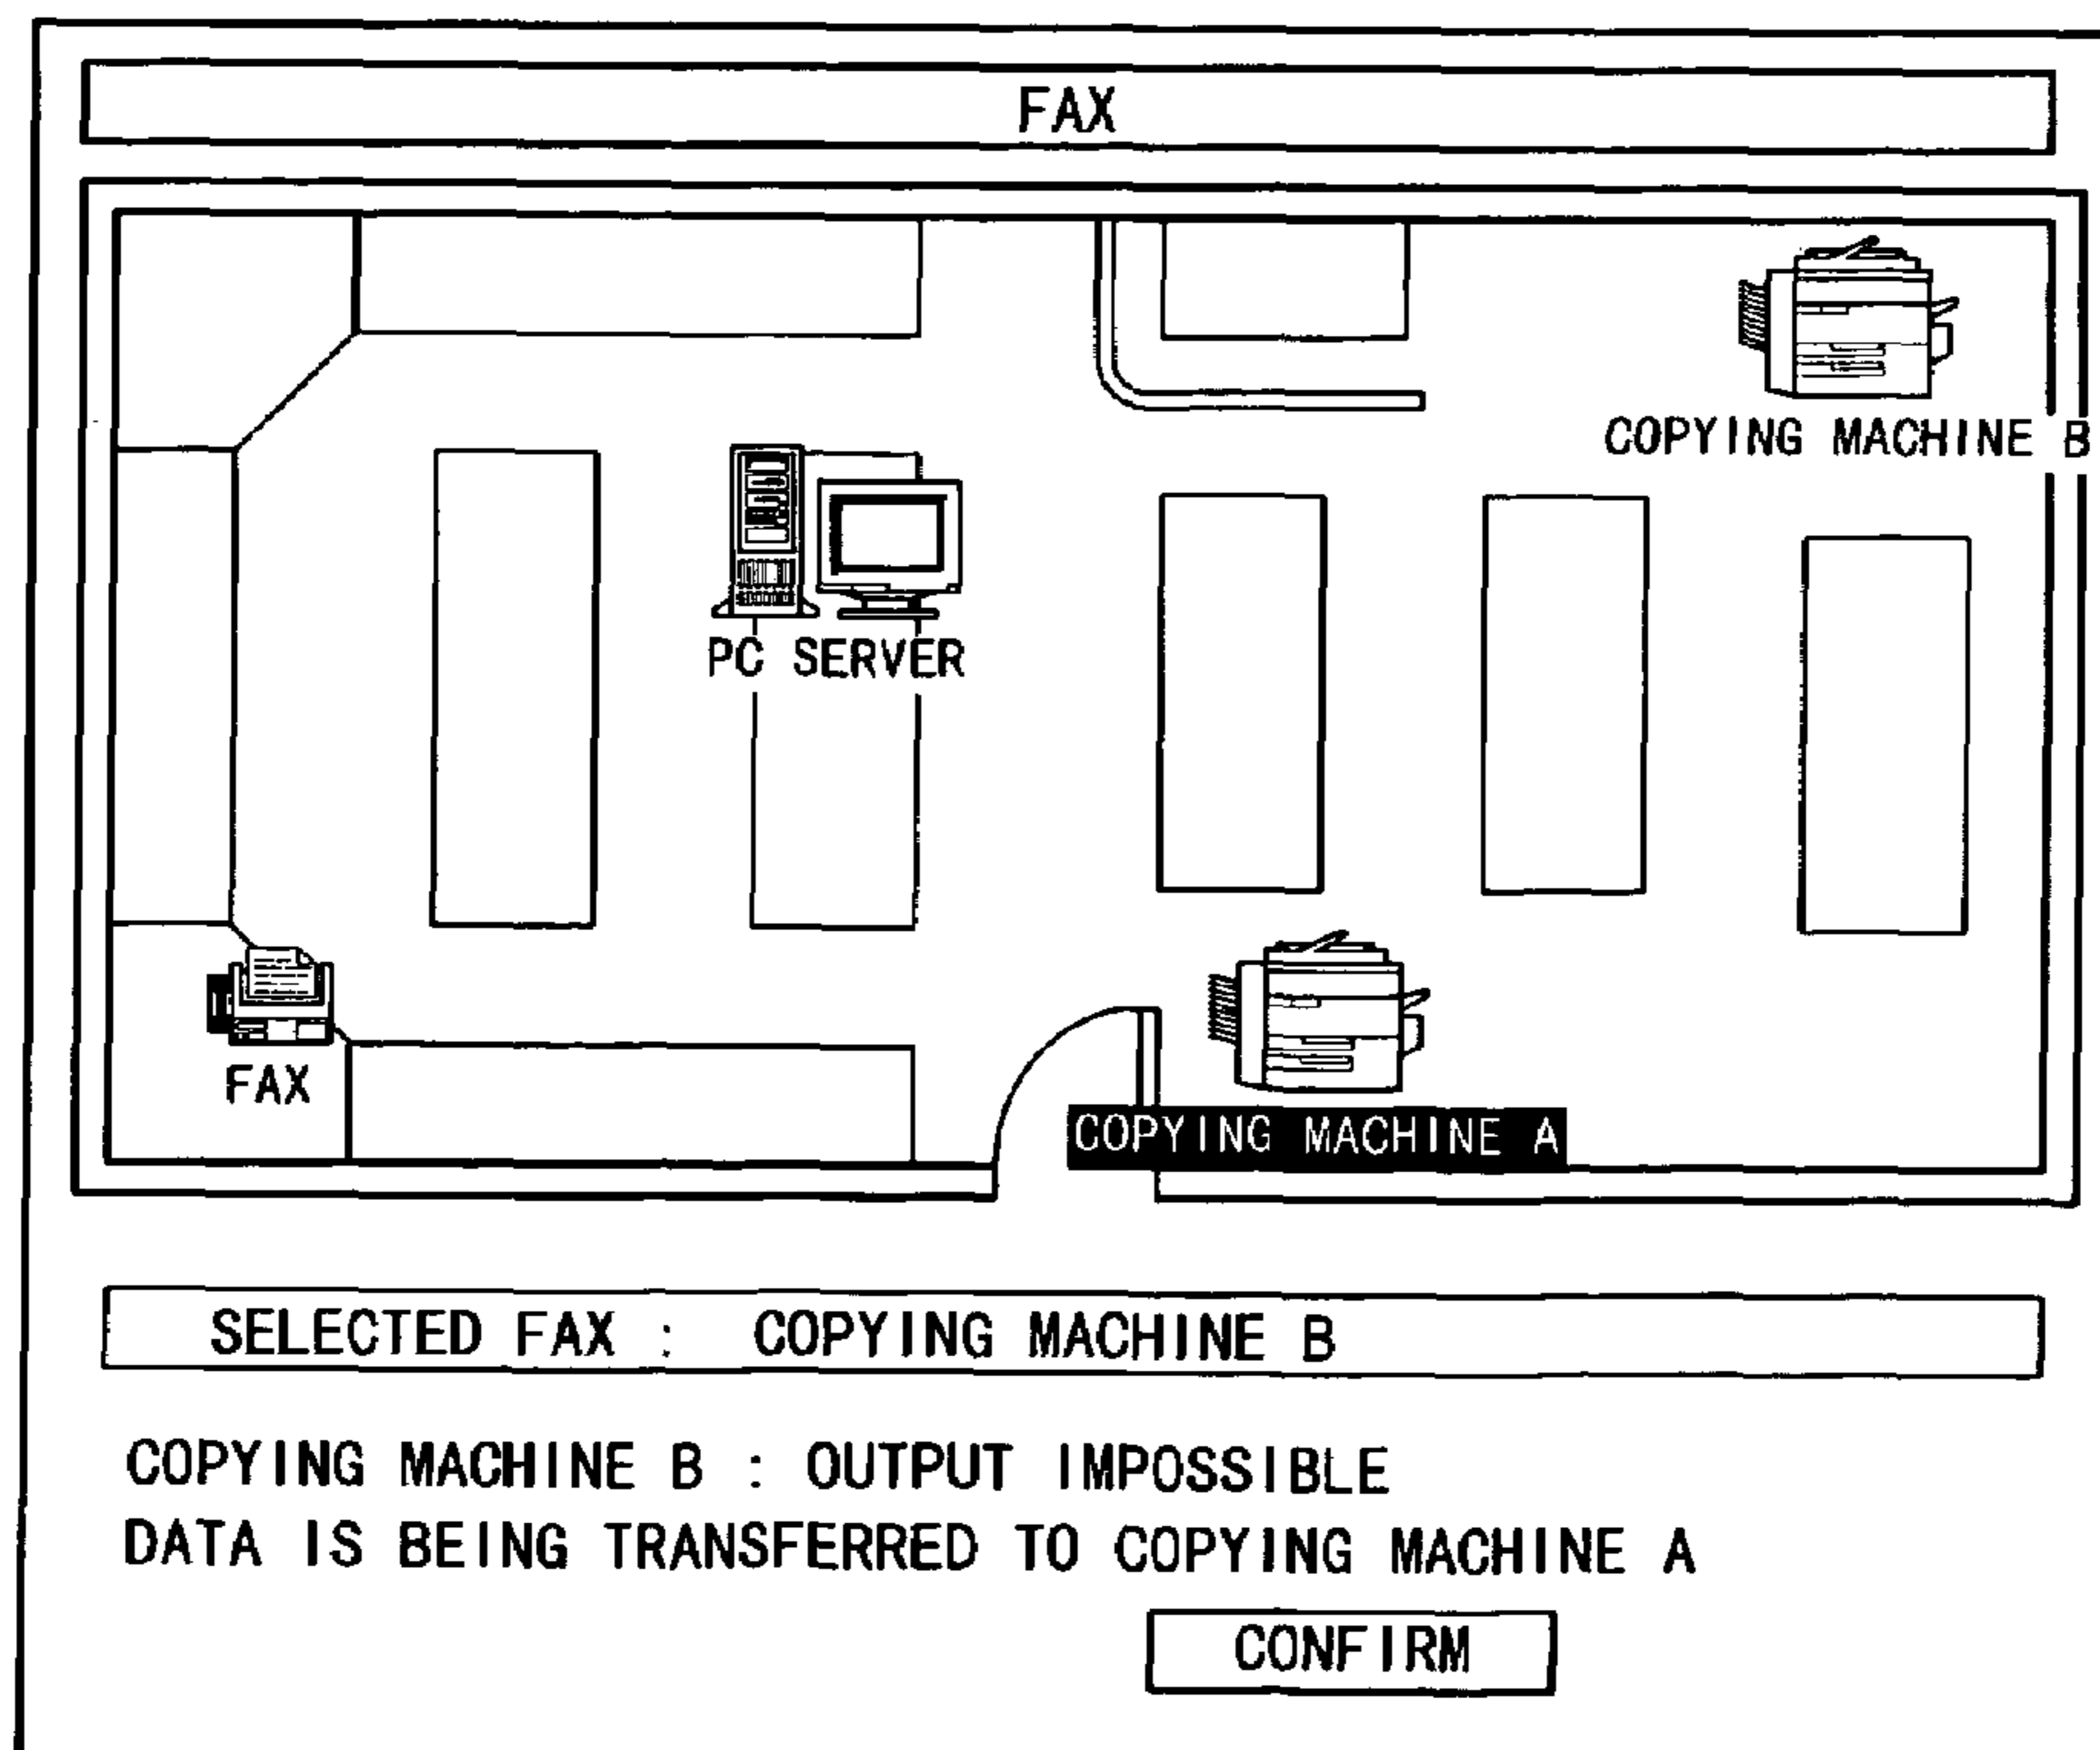 FAX
COPYING MACHINE B
PC SERVER
FAX
COPYING MACHINE A
SELECTED FAX : COPYING MACHINE B
COPYING MACHINE B : OUTPUT IMPOSSIBLE
DATA IS BEING TRANSFERRED TO COPYING MACHINE A
CONFIRM